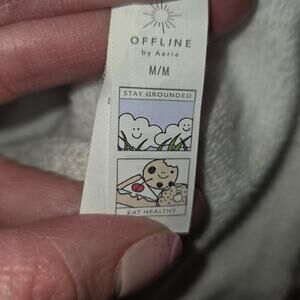 OFFLINE
by Aerie
M/M
STAY GROUNDED
EAT HEALTHY